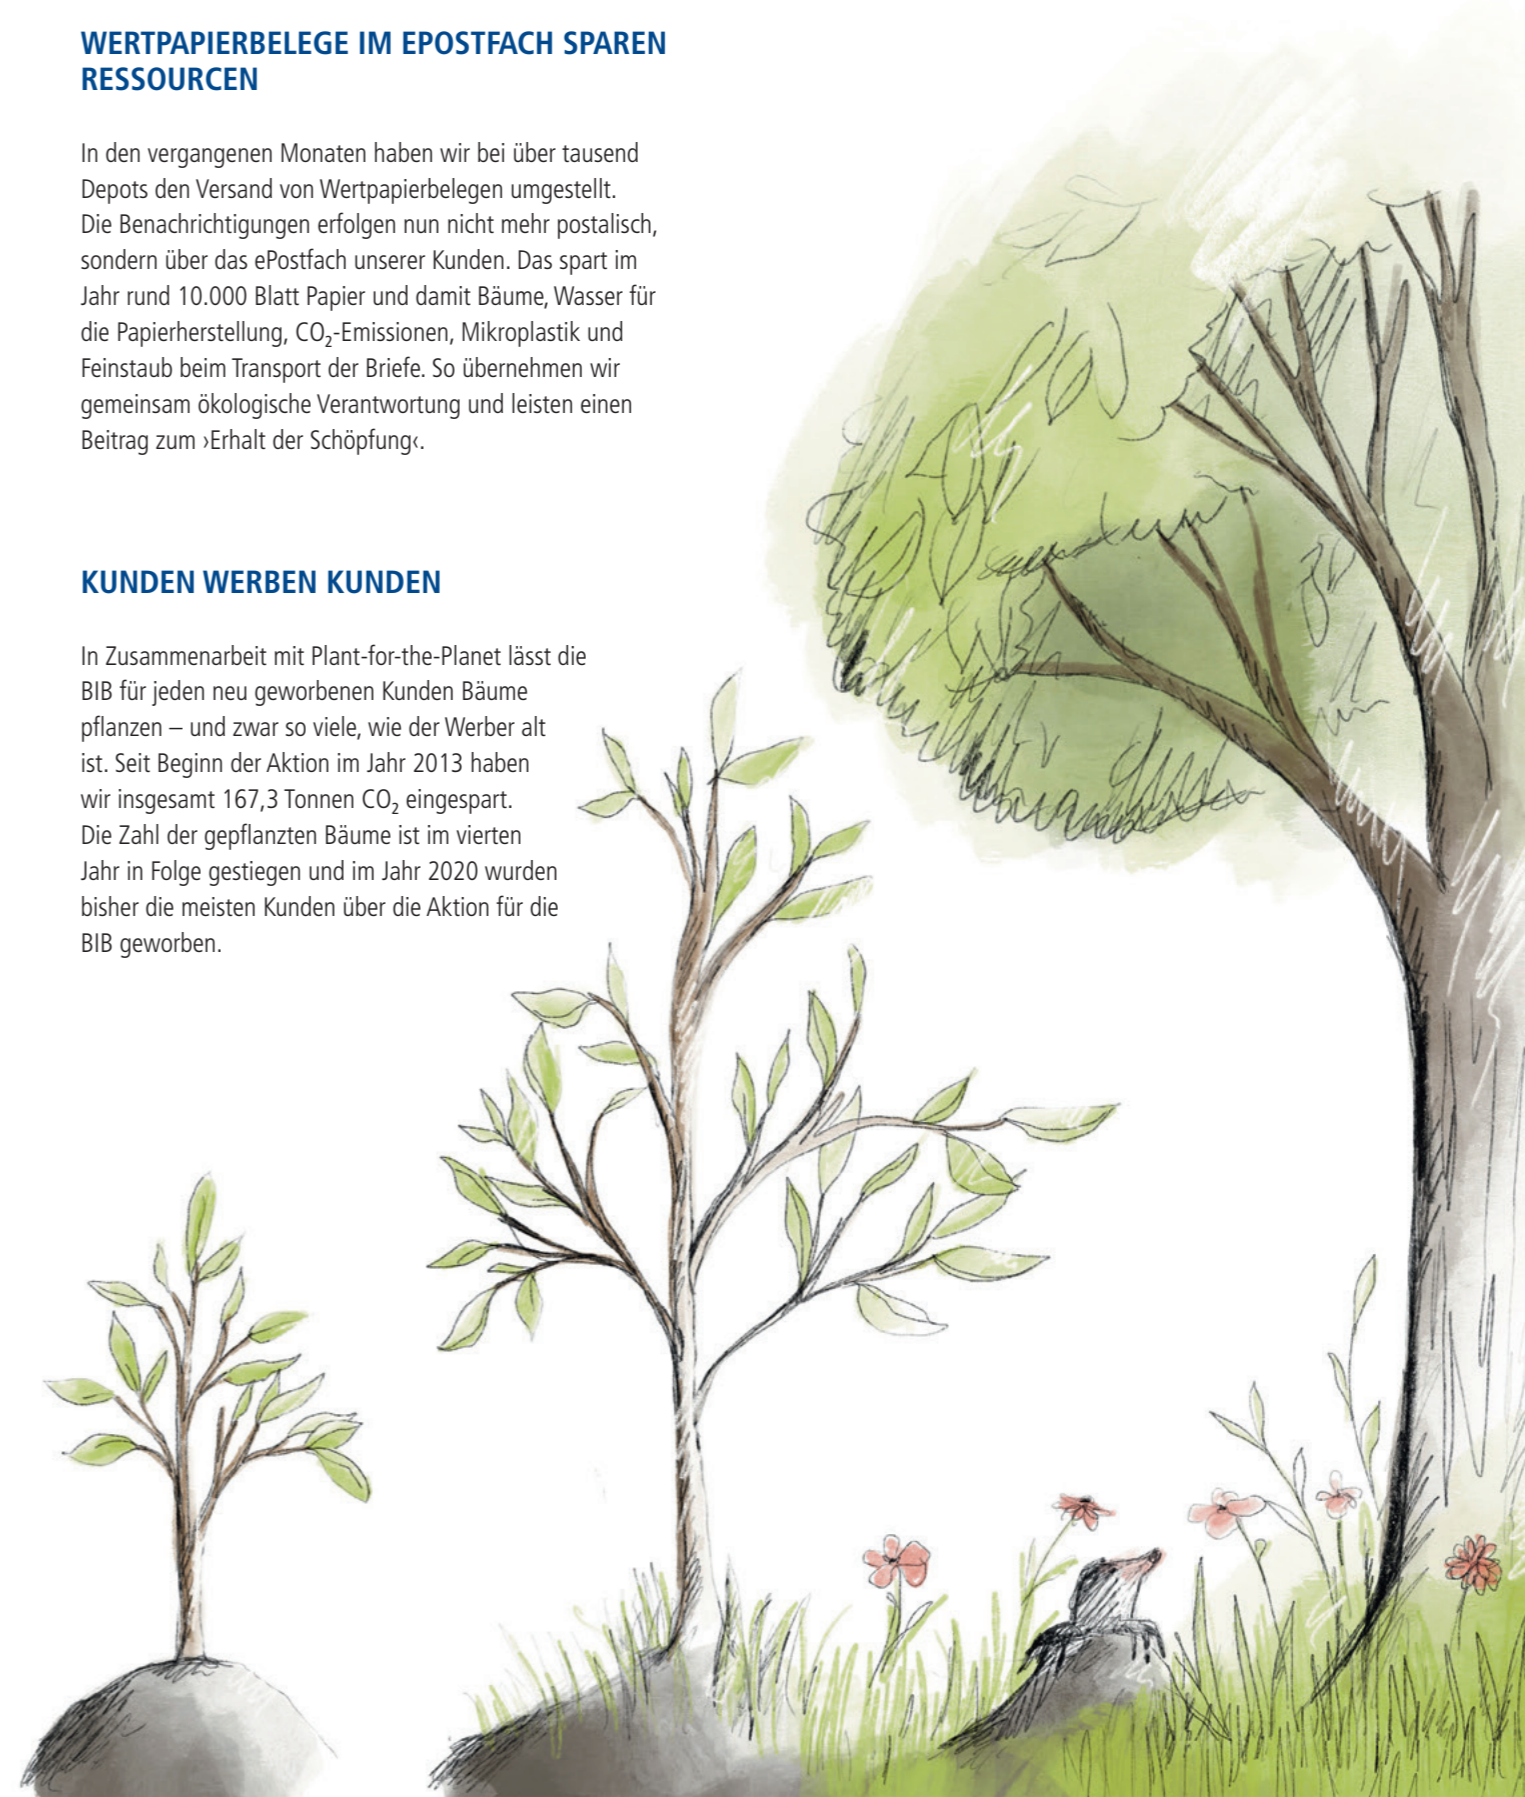 WERTPAPIERBELEGE IM EPOSTFACH SPAREN
RESSOURCEN
In den vergangenen Monaten haben wir bei über tausend
Depots den Versand von Wertpapierbelegen umgestellt.
Die Benachrichtigungen erfolgen nun nicht mehr postalisch,
sondern über das ePostfach unserer Kunden. Das spart im
Jahr rund 10.000 Blatt Papier und damit Bäume, Wasser für
die Papierherstellung, CO₂-Emissionen, Mikroplastik und
Feinstaub beim Transport der Briefe. So übernehmen wir
gemeinsam ökologische Verantwortung und leisten einen
Beitrag zum ›Erhalt der Schöpfung‹.
KUNDEN WERBEN KUNDEN
In Zusammenarbeit mit Plant-for-the-Planet lässt die
BIB für jeden neu geworbenen Kunden Bäume
pflanzen – und zwar so viele, wie der Werber alt
ist. Seit Beginn der Aktion im Jahr 2013 haben
wir insgesamt 167,3 Tonnen CO₂ eingespart.
Die Zahl der gepflanzten Bäume ist im vierten
Jahr in Folge gestiegen und im Jahr 2020 wurden
bisher die meisten Kunden über die Aktion für die
BIB geworben.